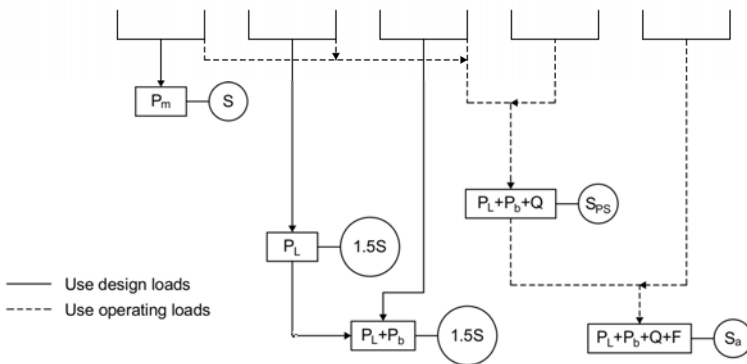 Pm
S
PL+Pb+Q
SPS
PL
1.5S
Use design loads
Use operating loads
PL+Pb
1.5S
PL+Pb+Q+F
Sa